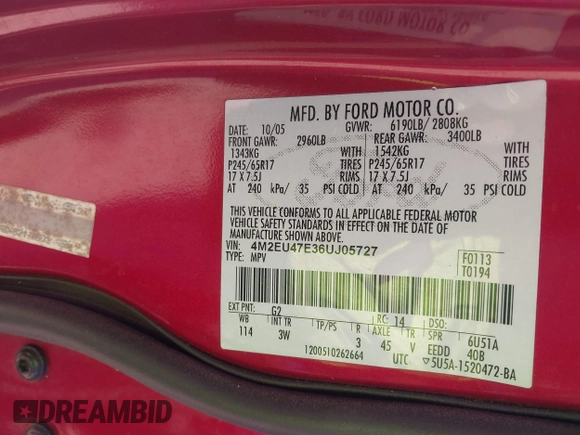 MFD. BY FORD MOTOR CO.
DATE: 10/05 GVWR: 6190LB/ 2808KG
FRONT GAWR: 2960LB REAR GAWR: 3400LB
1343KG WITH 1542KG WITH
P245/65R17 TIRES P245/65R17 TIRES
17 X 7.5J RIMS 17 X 7.5J RIMS
AT 240 kPa/ 35 PSI COLD AT 240 kPa/ 35 PSI COLD
THIS VEHICLE CONFORMS TO ALL APPLICABLE FEDERAL MOTOR
VEHICLE SAFETY STANDARDS IN EFFECT ON THE DATE OF
MANUFACTURE SHOWN ABOVE.
VIN: 4M2EU47E36UJ05727
TYPE: MPV
F0113
T0194
EXT PNT: G2 RC: 14 DSO:
WB INT TR TP/PS R AXLE TR SPR 6U51A
114 3W 3 45 V EEDD 40B
1200510262664 UTC ▽5U5A-1520472-BA
DREAMBID